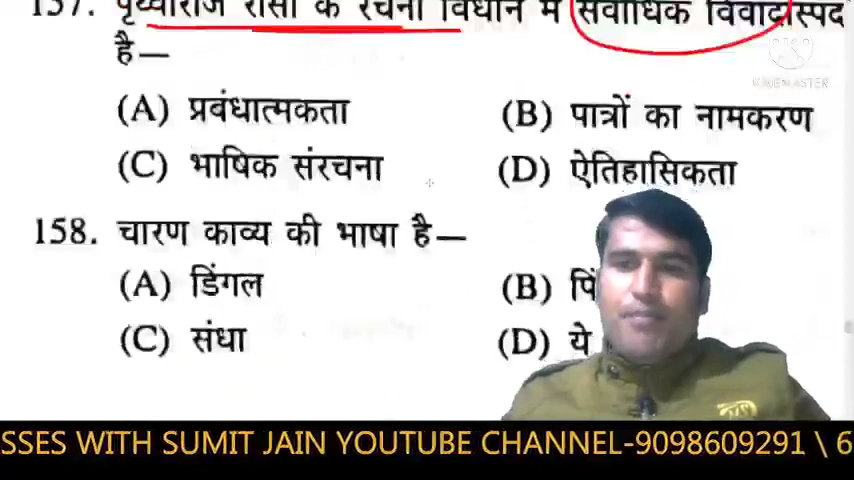 157. पृथ्वीराज रासो के रचना विधान में सर्वाधिक विवादास्पद
है—
KINEMASTER
(A) प्रबंधात्मकता (B) पात्रों का नामकरण
(C) भाषिक संरचना (D) ऐतिहासिकता
158. चारण काव्य की भाषा है—
(A) डिंगल (B) पिं
(C) संधा (D) ये
SSES WITH SUMIT JAIN YOUTUBE CHANNEL-9098609291 \ 6